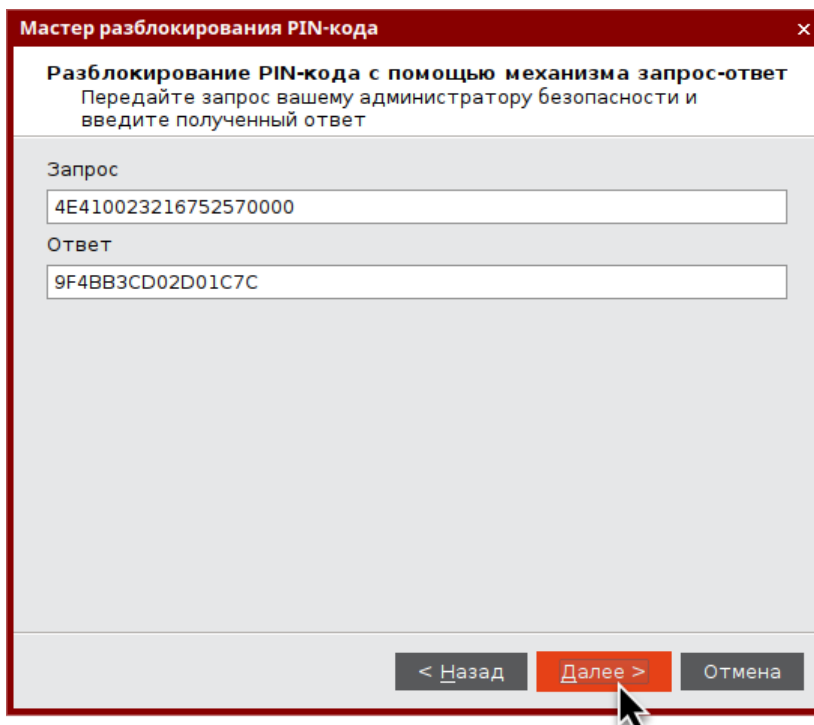 Мастер разблокирования PIN-кода
Разблокирование PIN-кода с помощью механизма запрос-ответ
Передайте запрос вашему администратору безопасности и
введите полученный ответ
Запрос
4E410023216752570000
Ответ
9F4BB3CD02D01C7C
< Назад Далее > Отмена